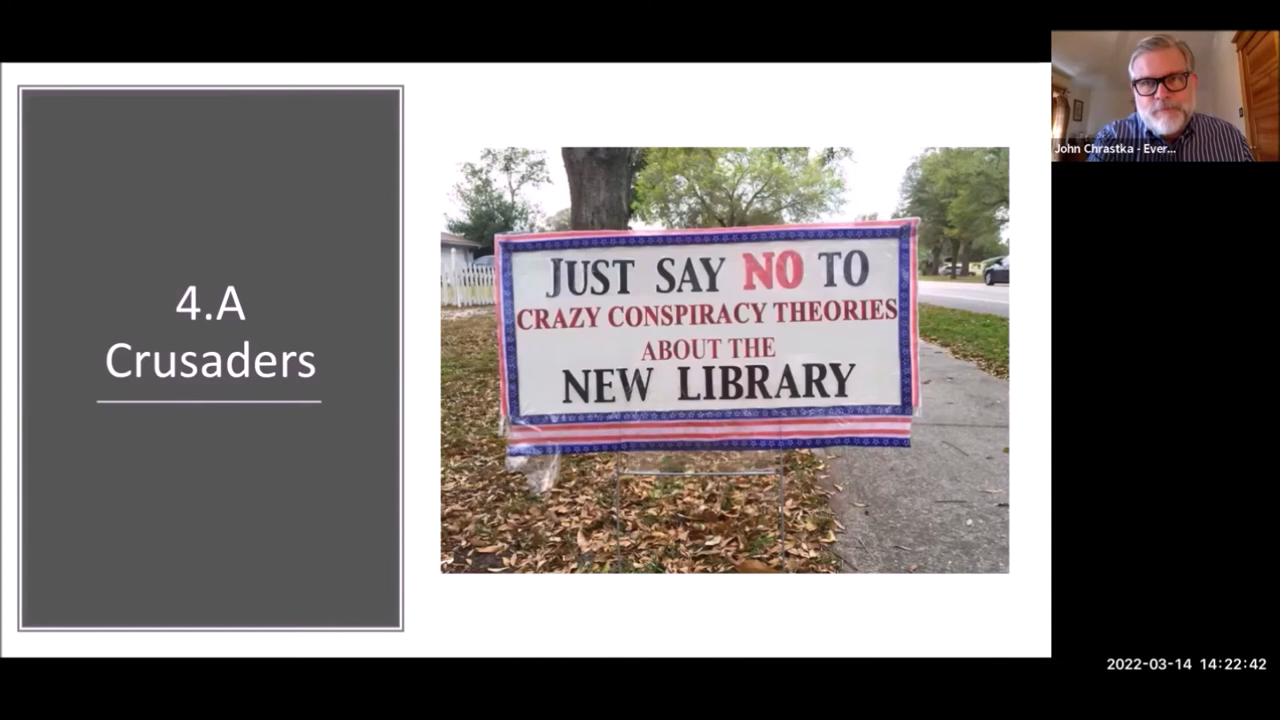 4.A
Crusaders
JUST SAY NO TO
CRAZY CONSPIRACY THEORIES
ABOUT THE
NEW LIBRARY
John Chrastka - Ever...
2022-03-14 14:22:42